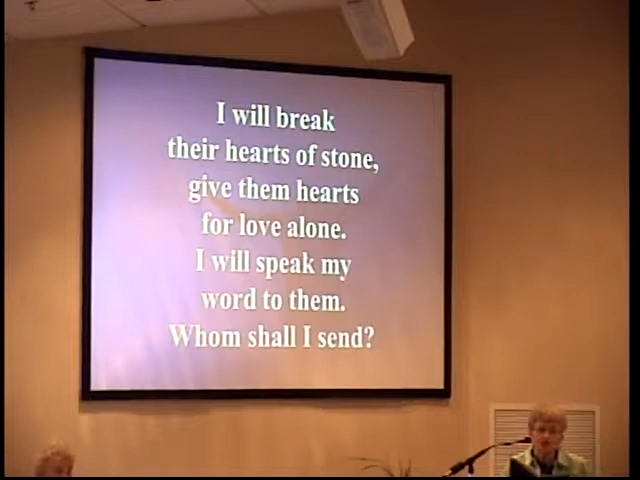 I will break
their hearts of stone,
give them hearts
for love alone.
I will speak my
word to them.
Whom shall I send?